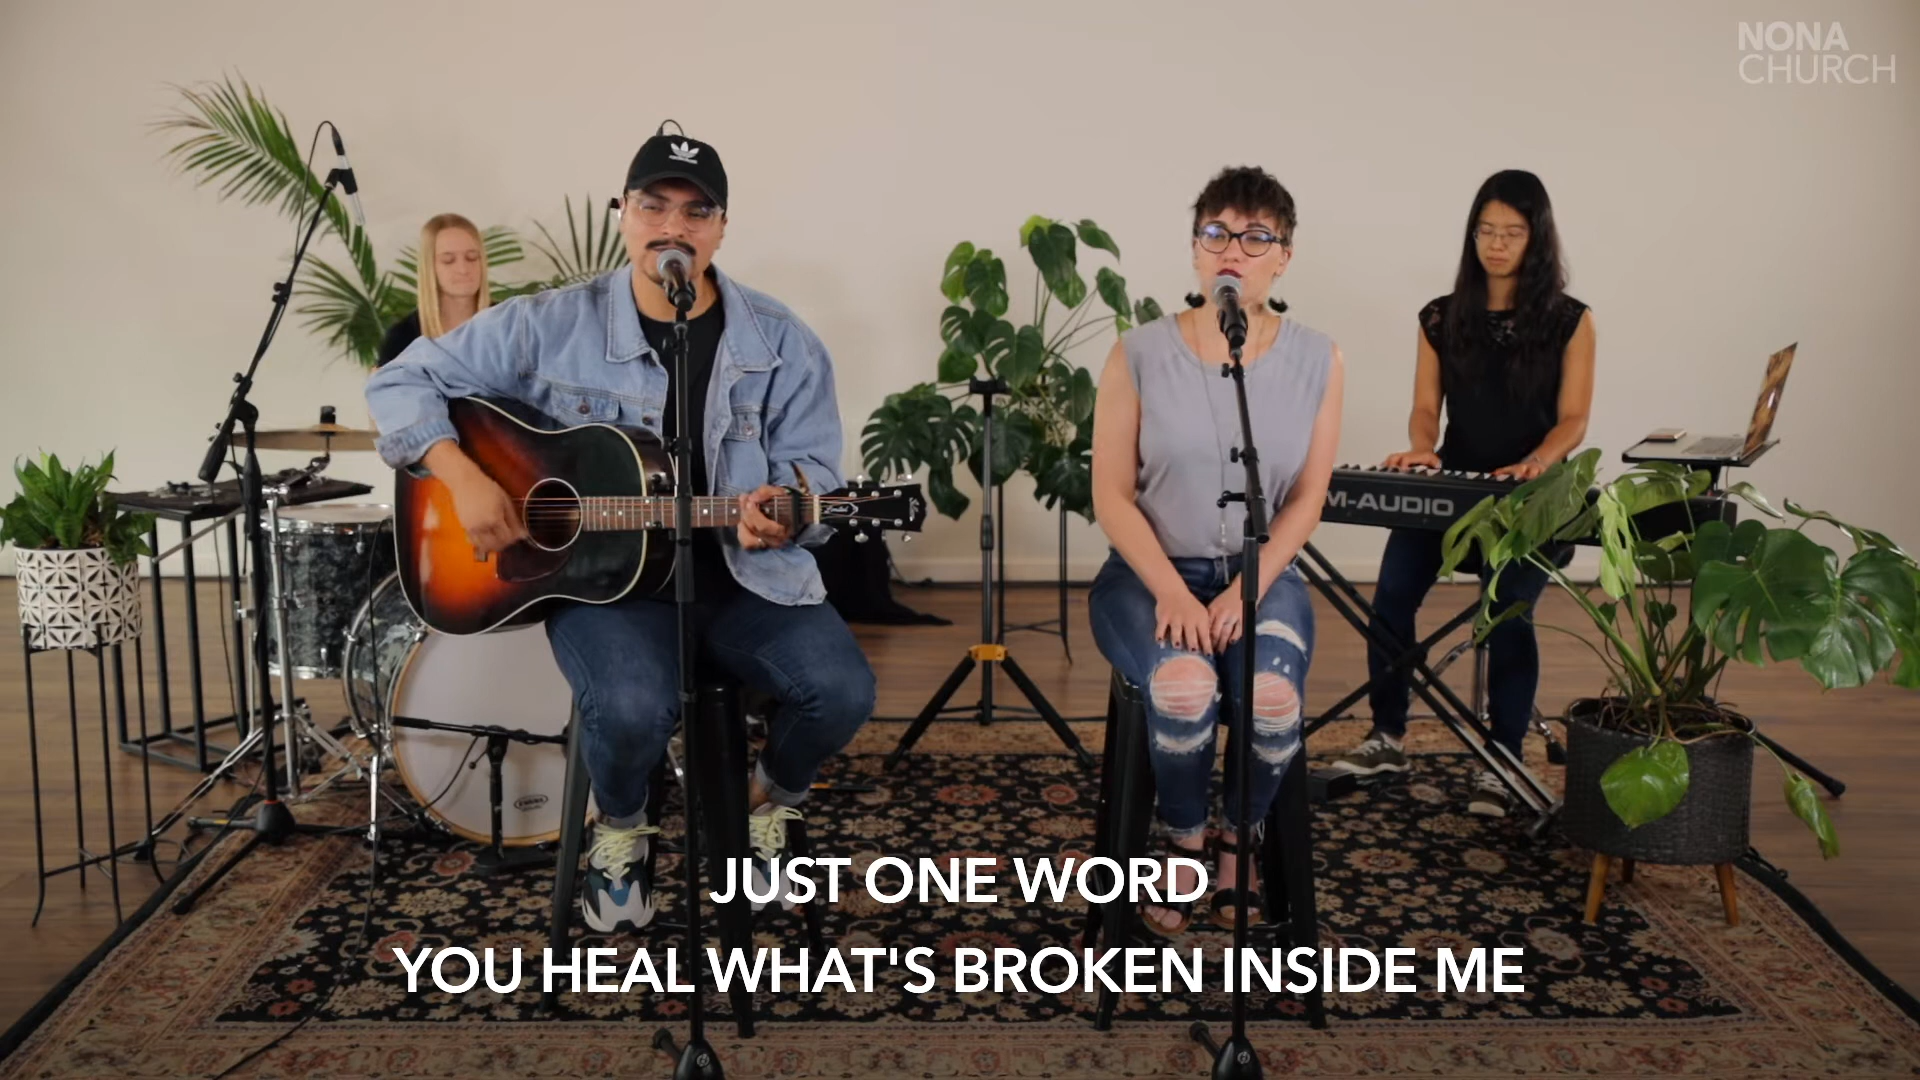 NONA
CHURCH
M-AUDIO
JUST ONE WORD
YOU HEAL WHAT'S BROKEN INSIDE ME